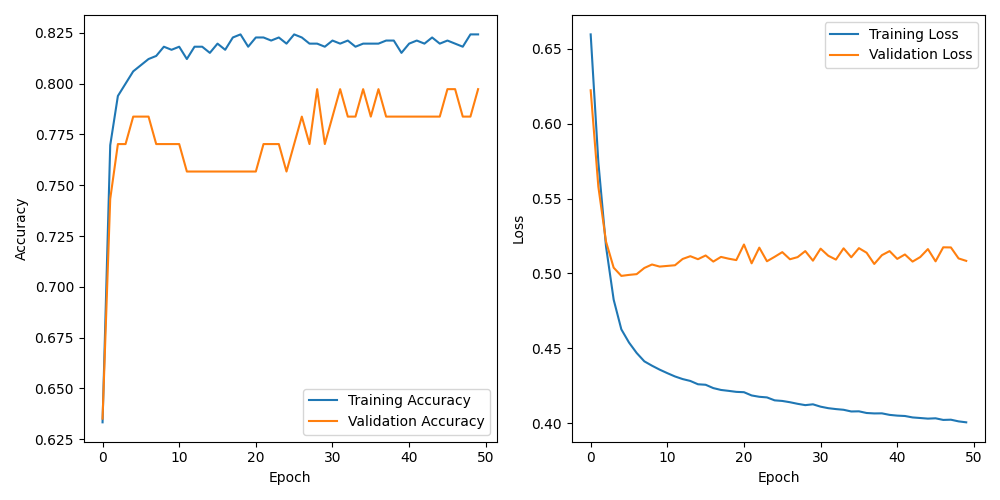 0.825
0.800
0.775
0.750
0.725
0.700
0.675
0.650
0.625
Accuracy
0 10 20 30 40 50
Epoch
Training Accuracy
Validation Accuracy
0.65
0.60
0.55
0.50
0.45
0.40
Loss
0 10 20 30 40 50
Epoch
Training Loss
Validation Loss